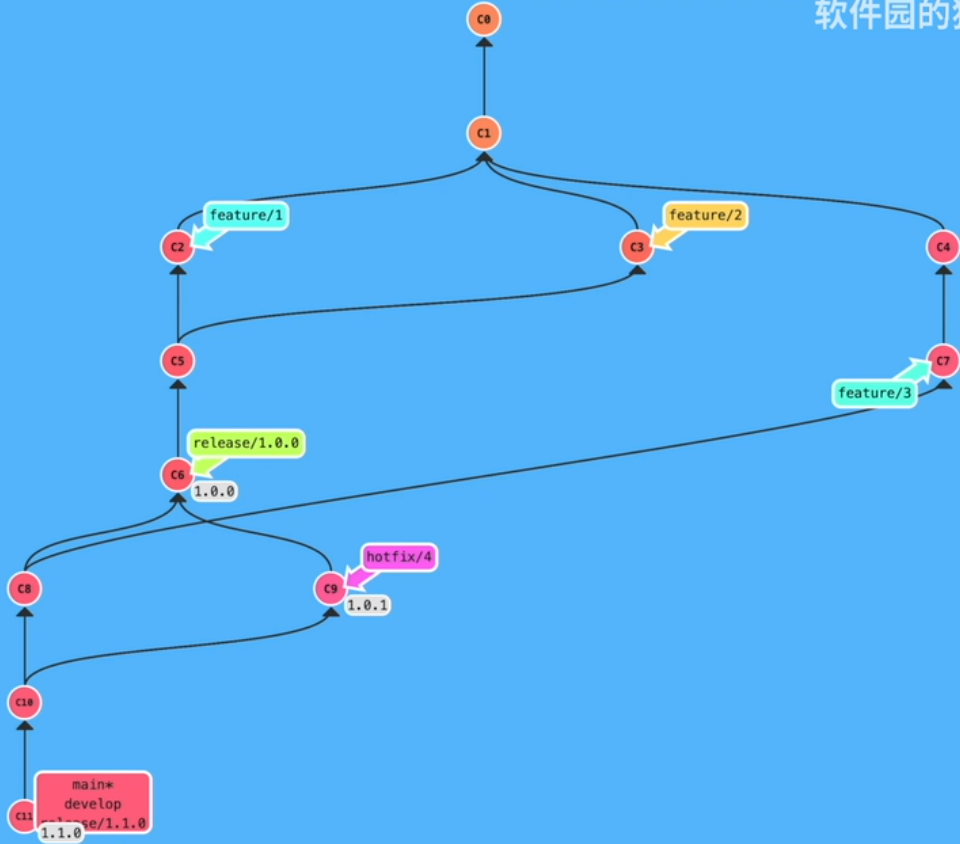 软件园的
C0
C1
feature/1
feature/2
C2
C3
C4
C5
C7
feature/3
release/1.0.0
C6
1.0.0
hotfix/4
C8
C9
1.0.1
C10
main*
develop
release/1.1.0
C11
1.1.0